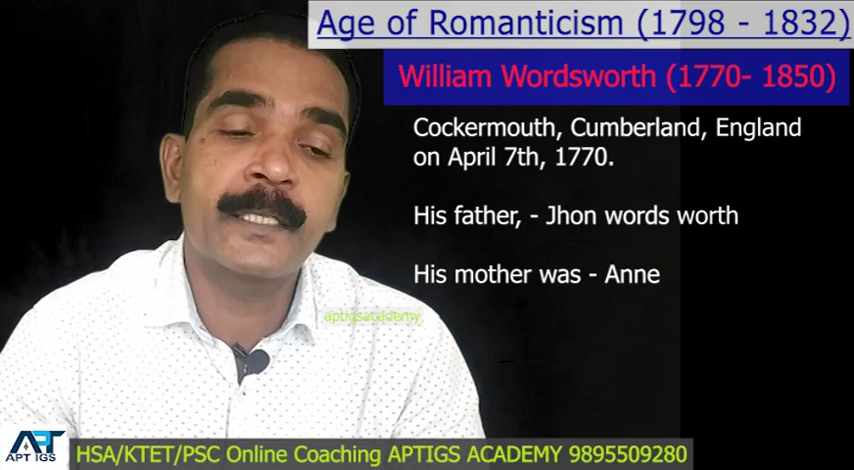 Age of Romanticism (1798 - 1832)
William Wordsworth (1770- 1850)
Cockermouth, Cumberland, England
on April 7th, 1770.
His father, - Jhon words worth
His mother was - Anne
aptigsacademy
APT IGS
HSA/KTET/PSC Online Coaching APTIGS ACADEMY 9895509280